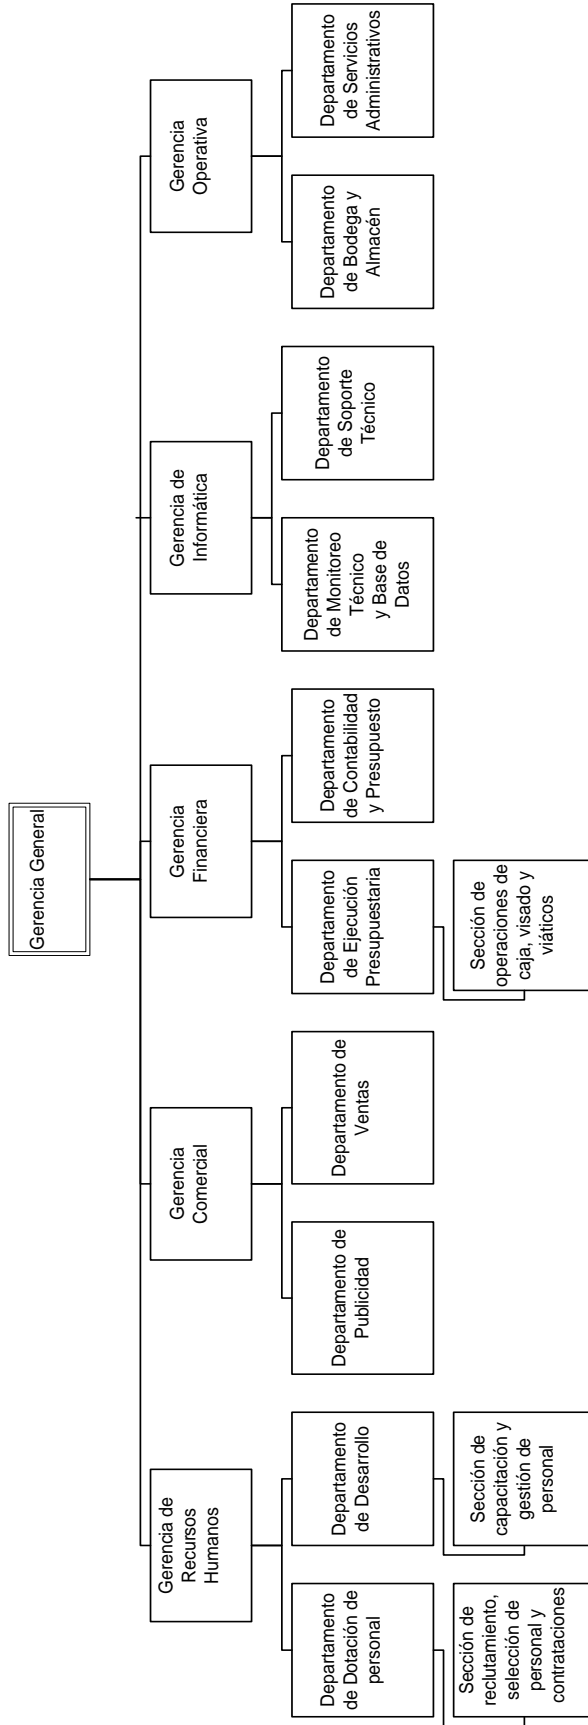 Gerencia General
Gerencia de
Recursos
Humanos
Gerencia
Comercial
Gerencia
Financiera
Gerencia de
Informática
Gerencia
Operativa
Departamento
de Dotación de
personal
Departamento
de Desarrollo
Departamento de
Publicidad
Departamento de
Ventas
Departamento
de Ejecución
Presupuestaria
Departamento
de Contabilidad
y Presupuesto
Departamento
de Monitoreo
Técnico
y Base de
Datos
Departamento
de Soporte
Técnico
Departamento
de Bodega y
Almacén
Departamento
de Servicios
Administrativos
Sección de
reclutamiento,
selección de
personal y
contrataciones
Sección de
capacitación y
gestión de
personal
Sección de
operaciones de
caja, visado y
viáticos